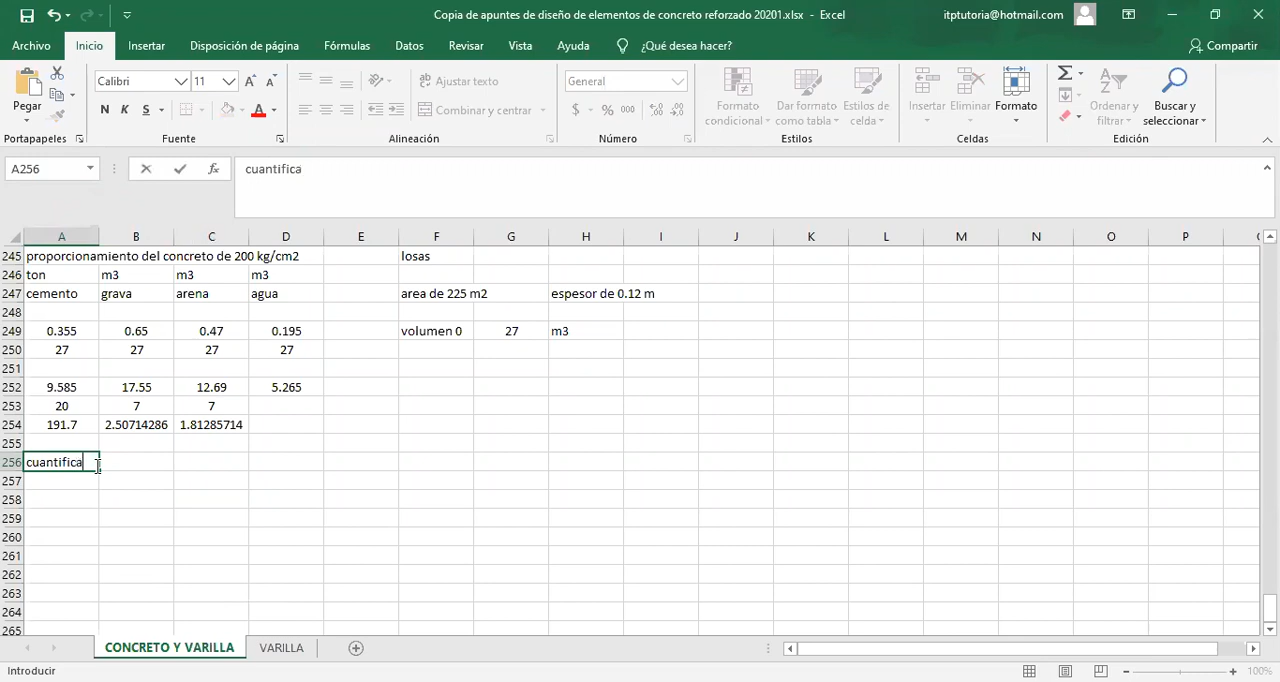 Copia de apuntes de diseño de elementos de concreto reforzado 20201.xlsx - Excel
itptutoria@hotmail.com
Archivo Inicio Insertar Disposición de página Fórmulas Datos Revisar Vista Ayuda ¿Qué desea hacer? Compartir
Pegar
Calibri 11
N K S
Ajustar texto
Combinar y centrar
General
$ % 000
Formato condicional
Dar formato como tabla
Estilos de celda
Insertar Eliminar Formato
Ordenar y filtrar
Buscar y seleccionar
Portapapeles Fuente Alineación Número Estilos Celdas Edición
A256 fx cuantifica
A B C D E F G H I J K L M N O P
245 proporcionamiento del concreto de 200 kg/cm2 losas
246 ton m3 m3 m3
247 cemento grava arena agua area de 225 m2 espesor de 0.12 m
248
249 0.355 0.65 0.47 0.195 volumen 0 27 m3
250 27 27 27 27
251
252 9.585 17.55 12.69 5.265
253 20 7 7
254 191.7 2.50714286 1.81285714
255
256 cuantifica
257
258
259
260
261
262
263
264
265
CONCRETO Y VARILLA VARILLA
Introducir 100%